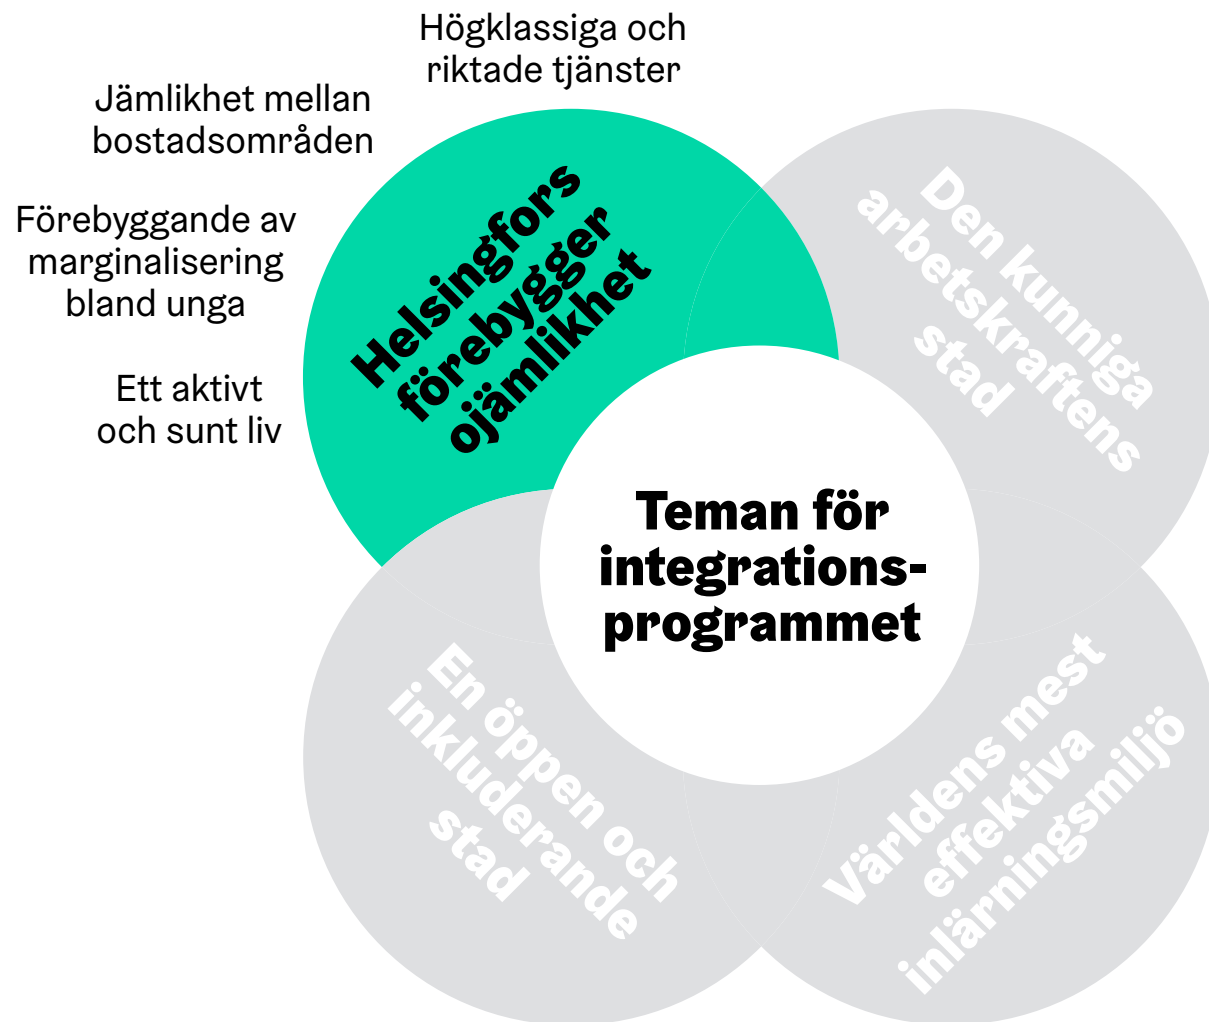 Högklassiga och
riktade tjänster
Jämlikhet mellan
bostadsområden
Förebyggande av
marginalisering
bland unga
Ett aktivt
och sunt liv
Helsingfors
förebygger
ojämlikhet
Den kunniga
arbetskraftens
stad
Teman för
integrations-
programmet
En öppen och
inkluderande
stad
Världens mest
effektiva
inlärningsmiljö